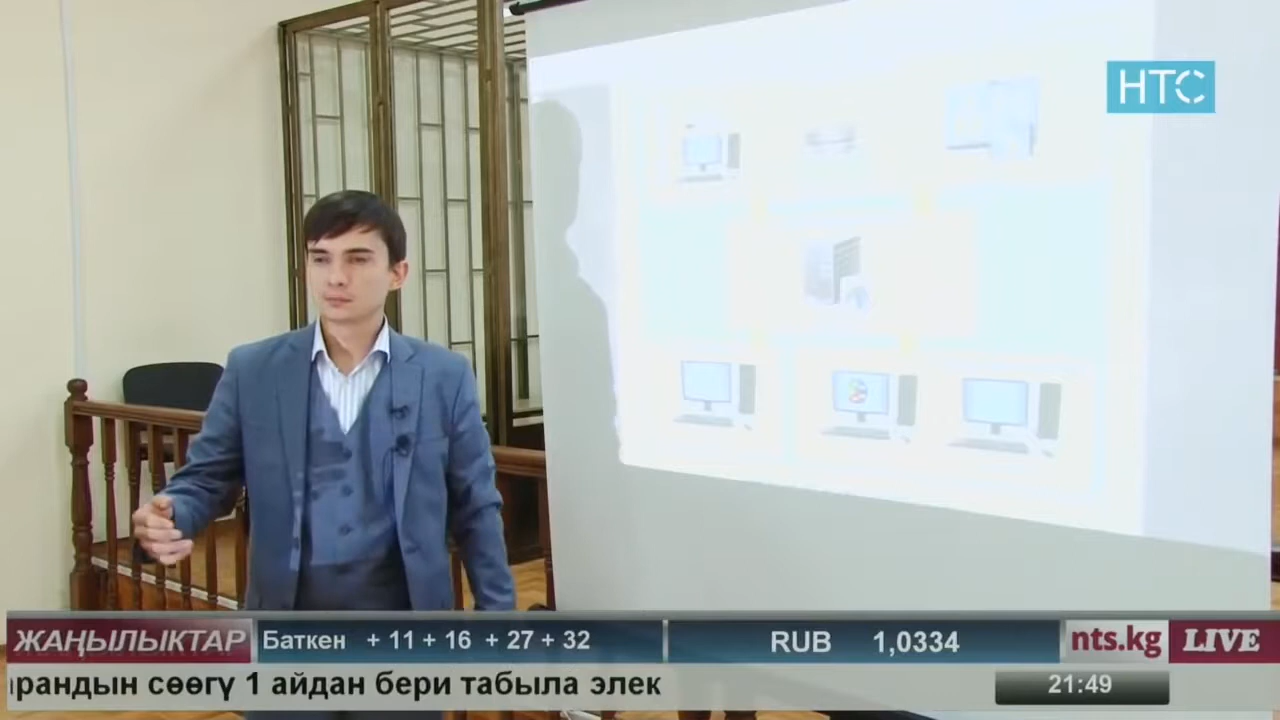 НТС
ЖАҢЫЛЫКТАР Баткен + 11 + 16 + 27 + 32 RUB 1,0334 nts.kg LIVE
сөөгү 1 айдан бери табыла элек 21:49